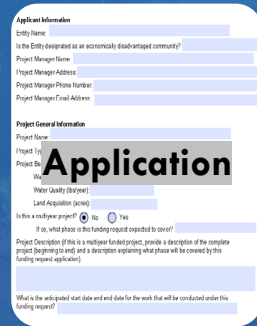 Applicant Information
Entity Name:
Is the Entity designated as an economically disadvantaged community?
Project Manager Name:
Project Manager Address:
Project Manager Phone Number:
Project Manager Email Address:
Project General Information
Project Name:
Project Ty
Project Be
Application
Wa
Water Quality (lbs/year):
Land Acquisition (acres):
Is this a multiyear project? No Yes
If so, what phase is this funding request expected to cover?
Project Description (if this is a multiyear funded project, provide a description of the complete
project (beginning to end) and a description explaining what phase will be covered by this
funding request application):
What is the anticipated start date and end date for the work that will be conducted under this
funding request?